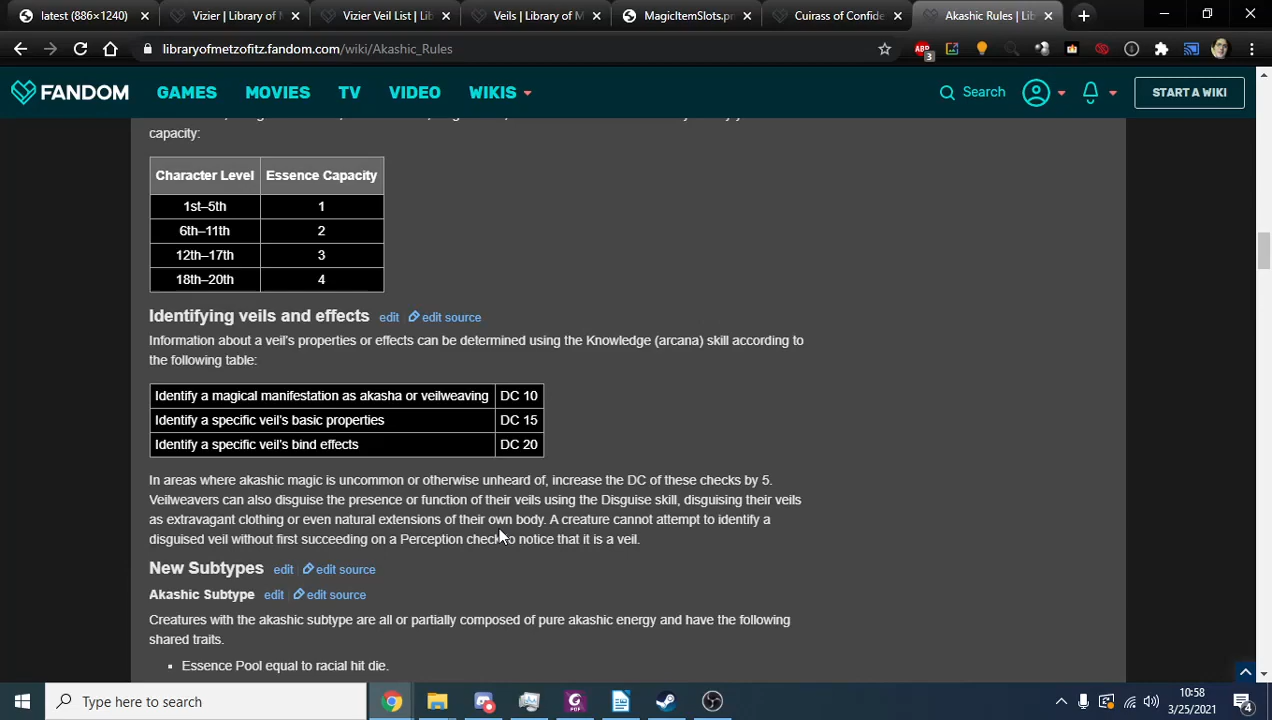 latest (886×1240)
Vizier | Library of M
Vizier Veil List | Lib
Veils | Library of M
MagicItemSlots.pn
Cuirass of Confide
Akashic Rules | Lib
libraryofmetzofitz.fandom.com/wiki/Akashic_Rules
ABP
3
FANDOM GAMES MOVIES TV VIDEO WIKIS Search START A WIKI
capacity:
Character Level Essence Capacity
1st–5th 1
6th–11th 2
12th–17th 3
18th–20th 4
Identifying veils and effects edit edit source
Information about a veil's properties or effects can be determined using the Knowledge (arcana) skill according to
the following table:
Identify a magical manifestation as akasha or veilweaving DC 10
Identify a specific veil's basic properties DC 15
Identify a specific veil's bind effects DC 20
In areas where akashic magic is uncommon or otherwise unheard of, increase the DC of these checks by 5.
Veilweavers can also disguise the presence or function of their veils using the Disguise skill, disguising their veils
as extravagant clothing or even natural extensions of their own body. A creature cannot attempt to identify a
disguised veil without first succeeding on a Perception check to notice that it is a veil.
New Subtypes edit edit source
Akashic Subtype edit edit source
Creatures with the akashic subtype are all or partially composed of pure akashic energy and have the following
shared traits.
Essence Pool equal to racial hit die.
Type here to search
PDF
10:58
3/25/2021
4